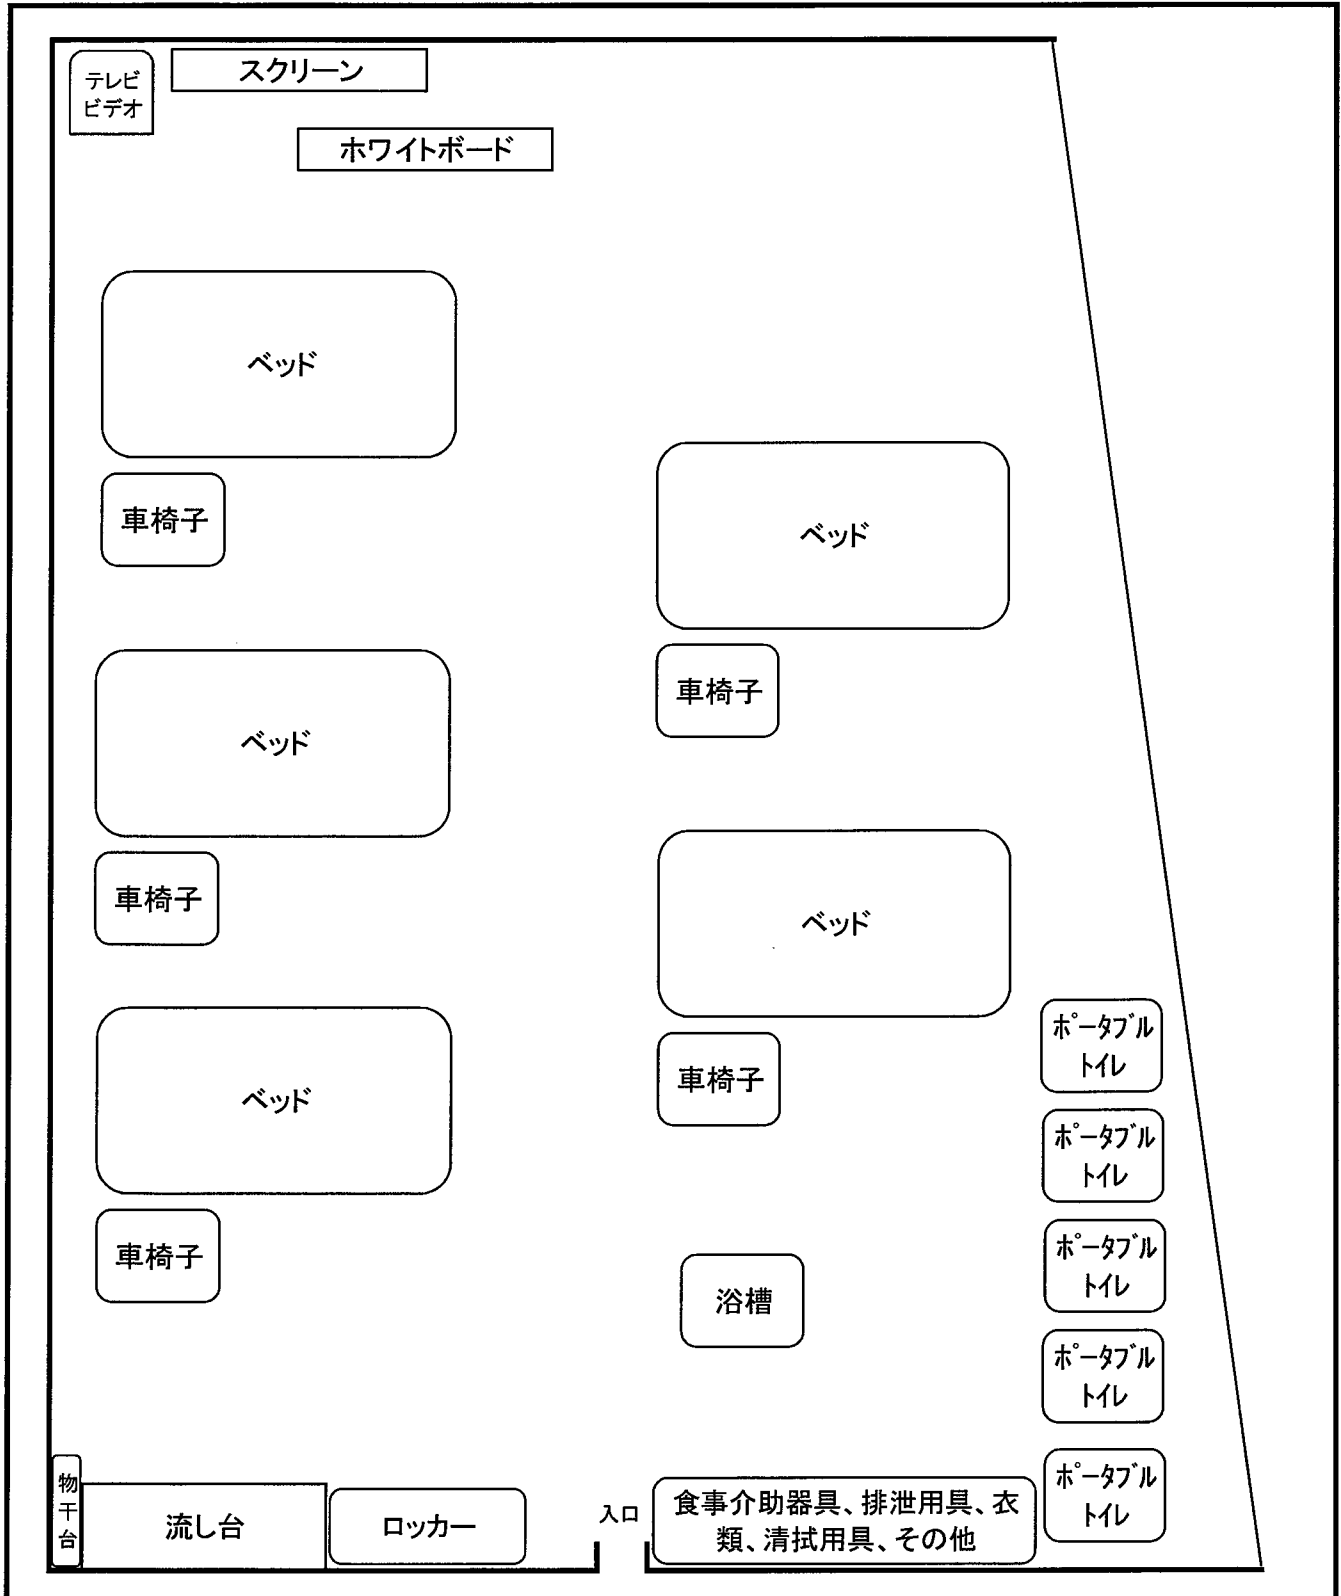 テレビ
ビデオ
スクリーン
ホワイトボード
ベッド
車椅子
ベッド
車椅子
ベッド
車椅子
ベッド
車椅子
ベッド
車椅子
ポータブル
トイレ
ポータブル
トイレ
浴槽
ポータブル
トイレ
ポータブル
トイレ
ポータブル
トイレ
物干台
流し台
ロッカー
入口
食事介助器具、排泄用具、衣
類、清拭用具、その他